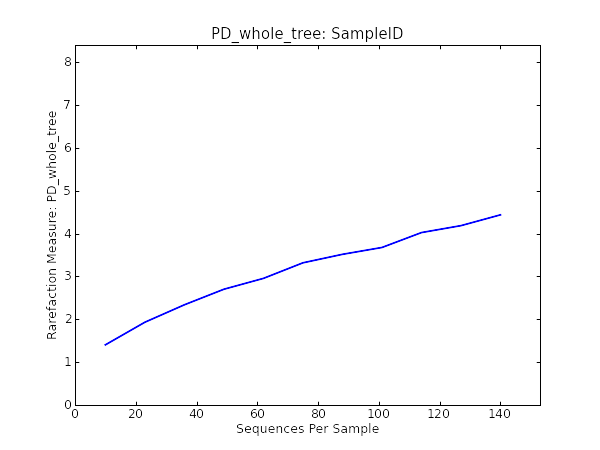 PD_whole_tree: SampleID
8
7
6
5
4
3
2
1
0
Rarefaction Measure: PD_whole_tree
0 20 40 60 80 100 120 140
Sequences Per Sample